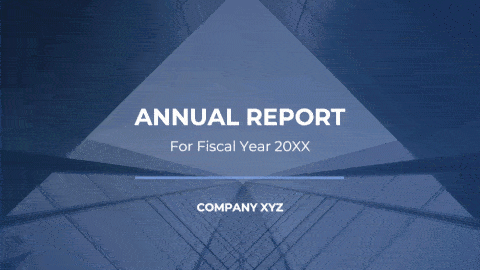 ANNUAL REPORT
For Fiscal Year 20XX
COMPANY XYZ